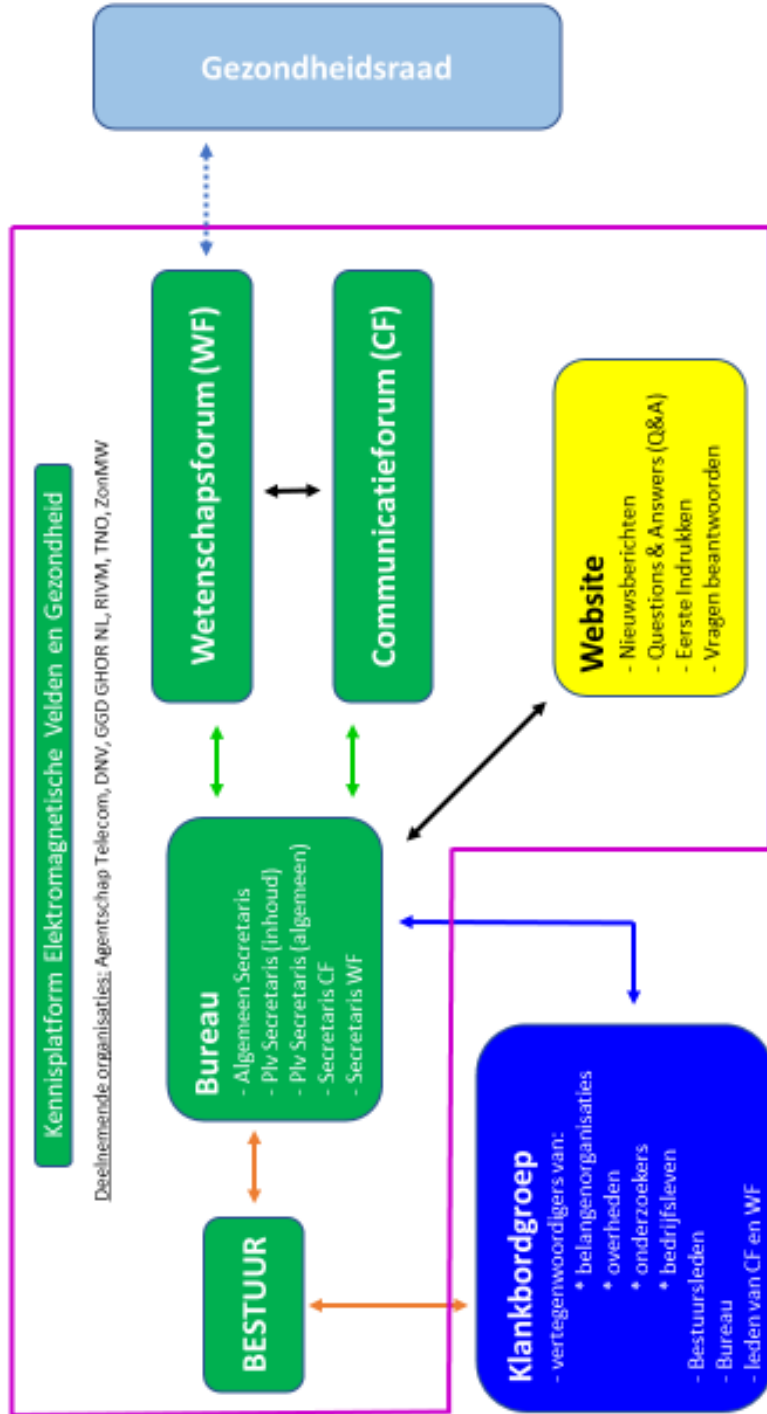 Kennisplatform Elektromagnetische Velden en Gezondheid
Deelnemende organisaties: Agentschap Telecom, DNV, GGD GHOR NL, RIVM, TNO, ZonMW
BESTUUR
Bureau
- Algemeen Secretaris
- Plv Secretaris (inhoud)
- Plv Secretaris (algemeen)
- Secretaris CF
- Secretaris WF
Wetenschapsforum (WF)
Communicatieforum (CF)
Gezondheidsraad
Klankbordgroep
- vertegenwoordigers van:
* belangenorganisaties
* overheden
* onderzoekers
* bedrijfsleven
- Bestuursleden
- Bureau
- leden van CF en WF
Website
- Nieuwsberichten
- Questions & Answers (Q&A)
- Eerste Indrukken
- Vragen beantwoorden